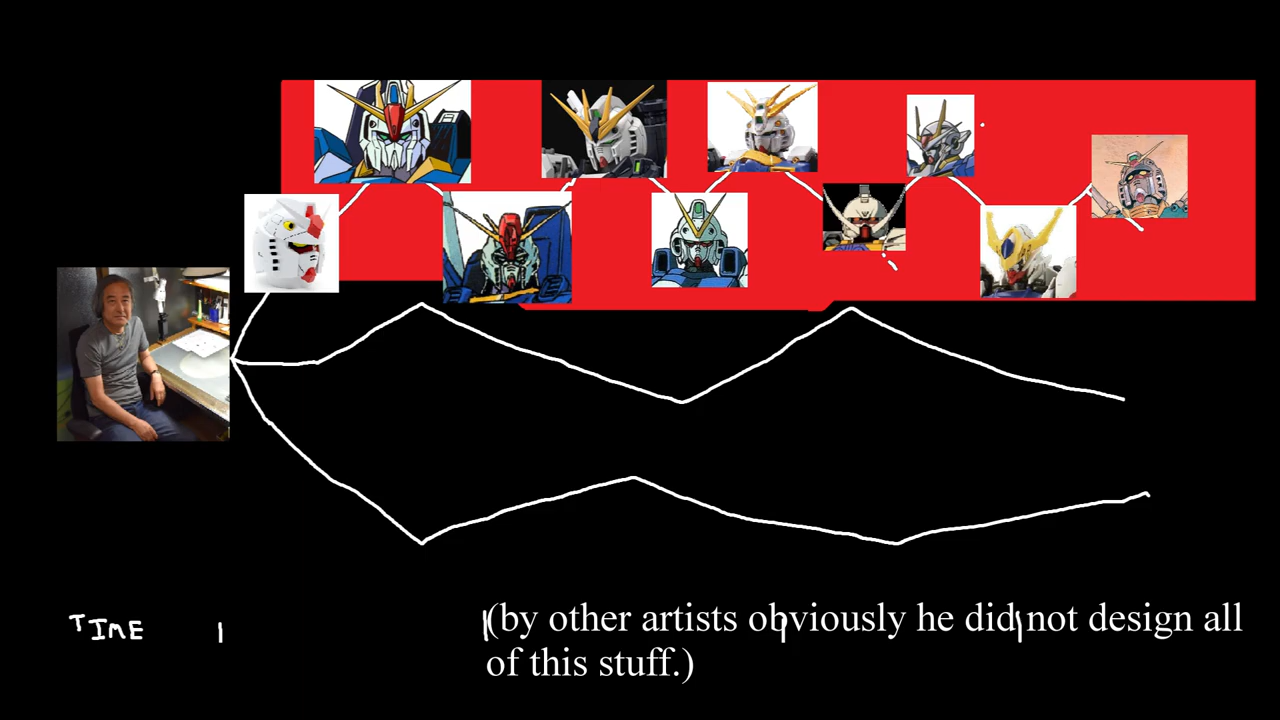 TIME
(by other artists obviously he did not design all
of this stuff.)